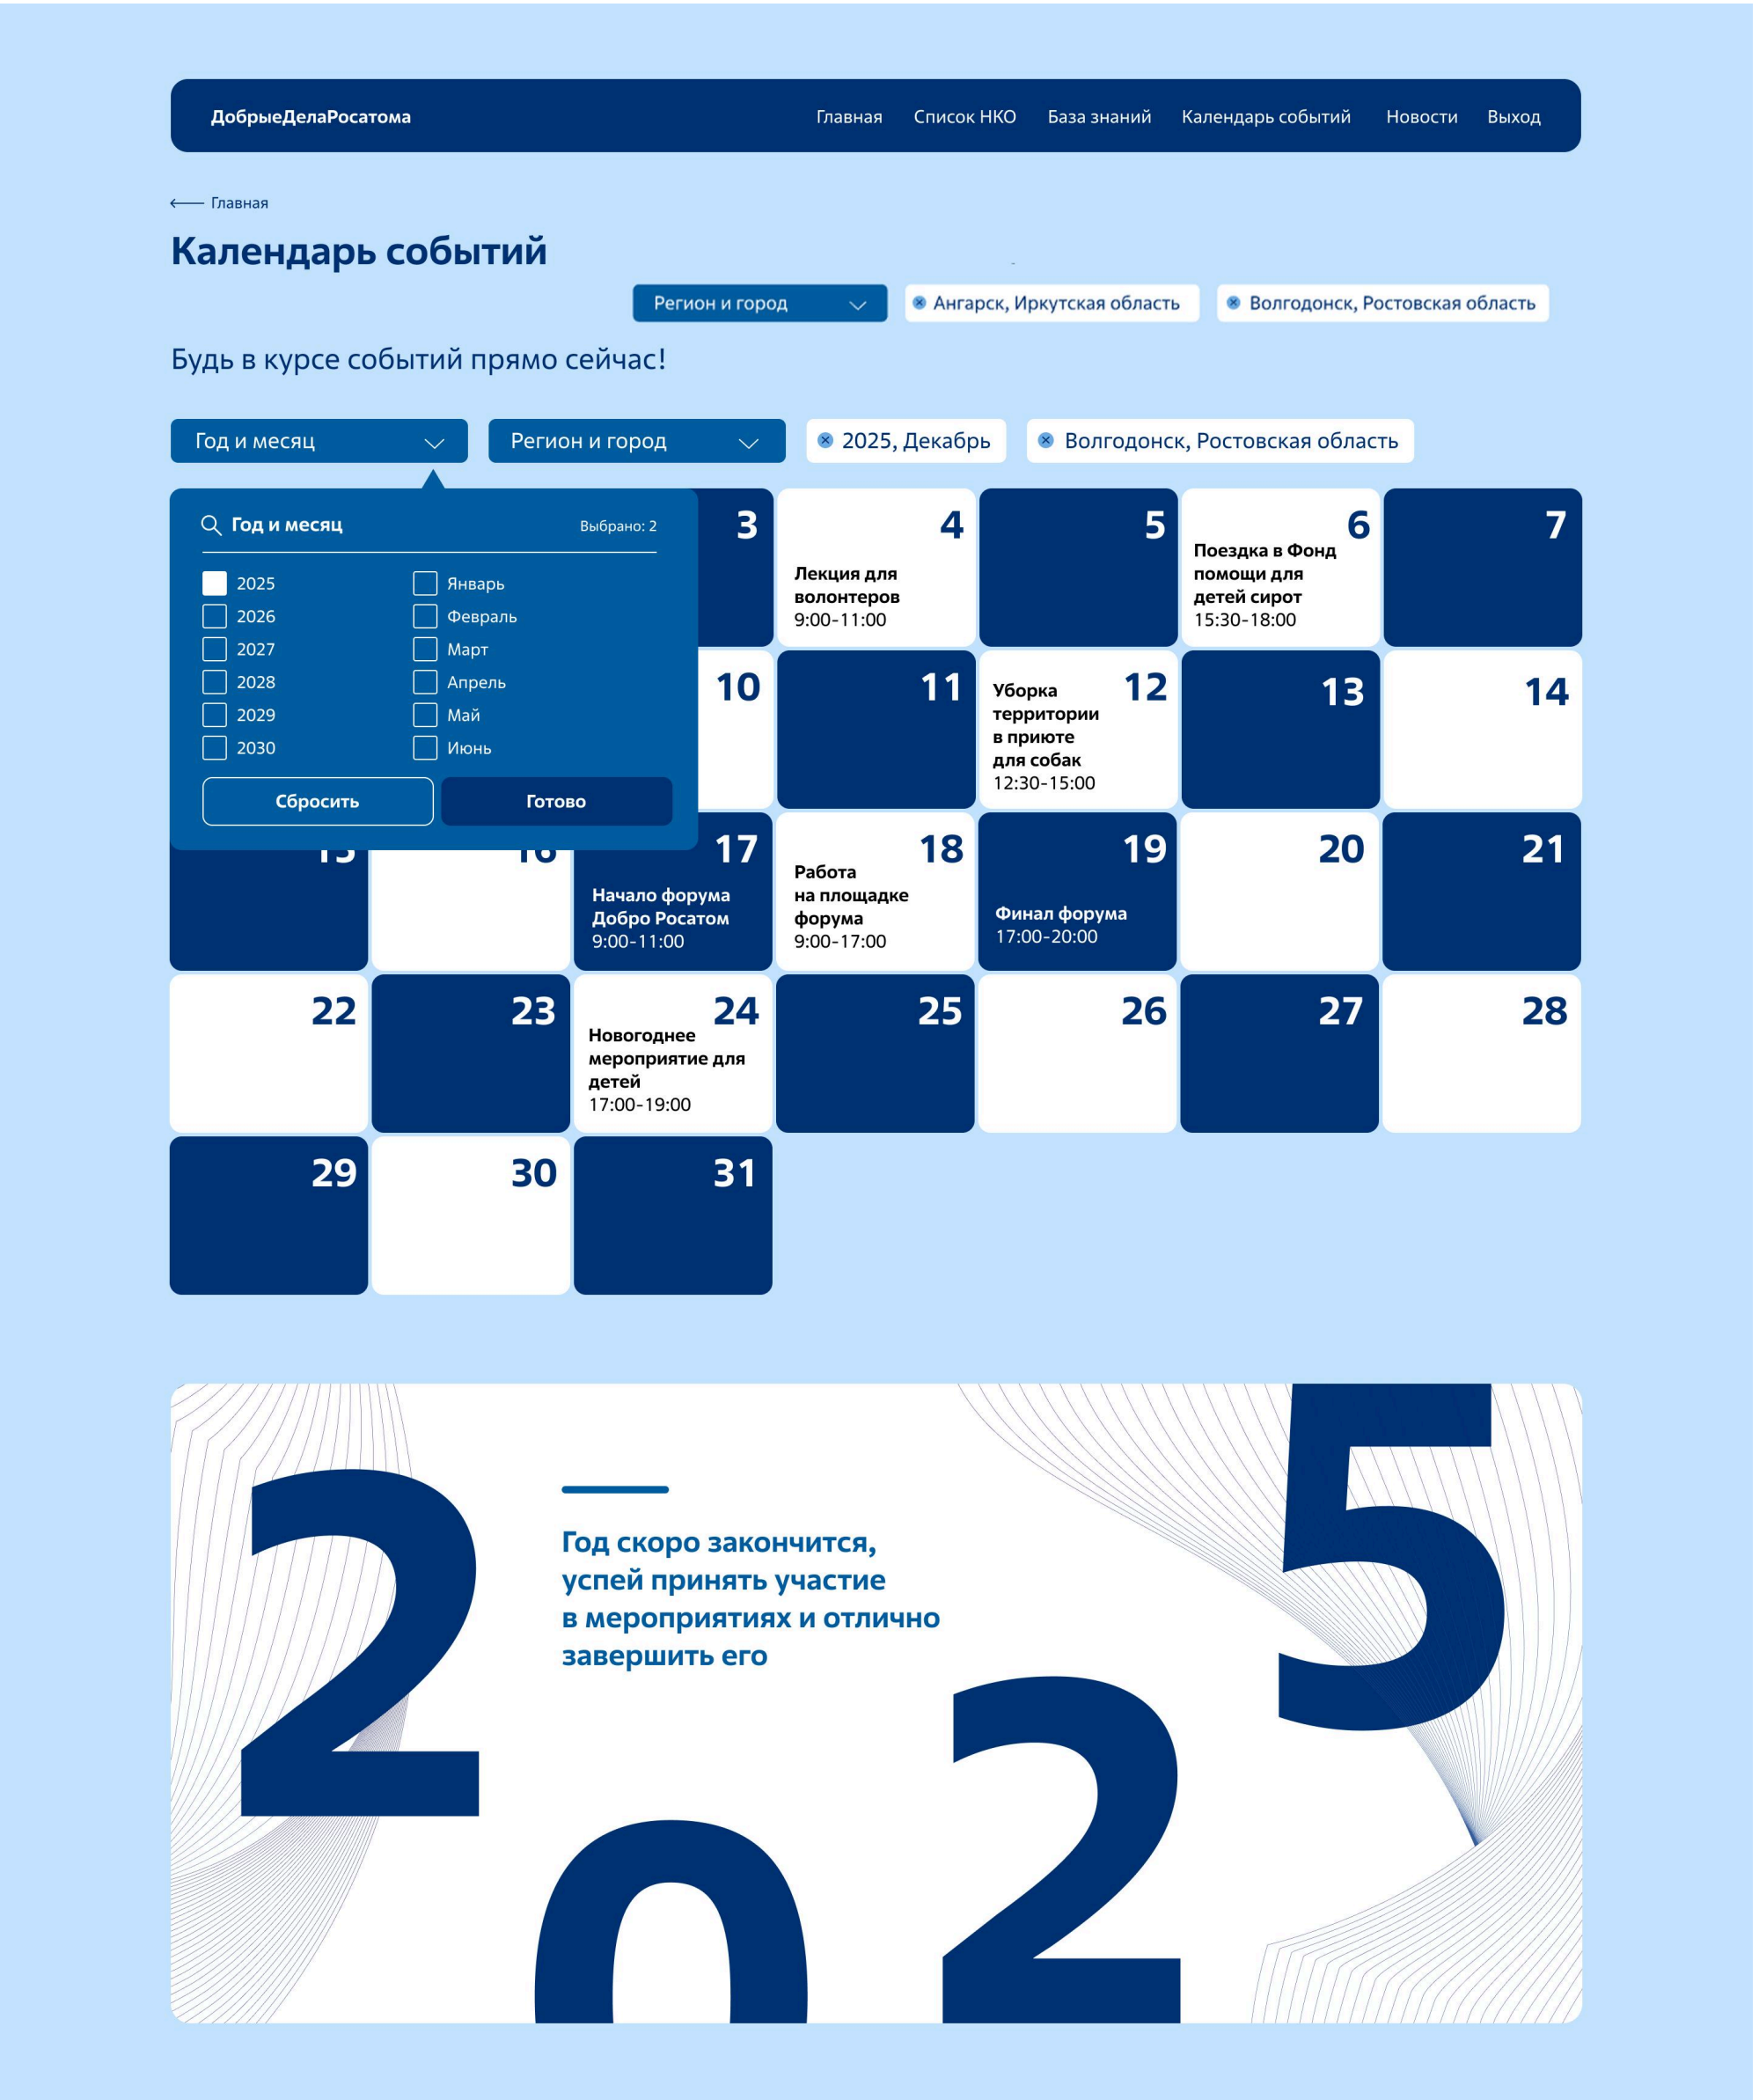 ДобрыеДелаРосатома
Главная
Список НКО
База знаний
Календарь событий
Новости
Выход
Главная
Календарь событий
Регион и город
Ангарск, Иркутская область
Волгодонск, Ростовская область
Будь в курсе событий прямо сейчас!
Год и месяц
Регион и город
2025, Декабрь
Волгодонск, Ростовская область
Год и месяц
Выбрано: 2
2025
Январь
2026
Февраль
2027
Март
2028
Апрель
2029
Май
2030
Июнь
Сбросить
Готово
3
4
Лекция для
волонтеров
9:00-11:00
5
6
Поездка в Фонд
помощи для
детей сирот
15:30-18:00
7
10
11
12
Уборка
территории
в приюте
для собак
12:30-15:00
13
14
15
16
17
Начало форума
Добро Росатом
9:00-11:00
18
Работа
на площадке
форума
9:00-17:00
19
Финал форума
17:00-20:00
20
21
22
23
24
Новогоднее
мероприятие для
детей
17:00-19:00
25
26
27
28
29
30
31
Год скоро закончится,
успей принять участие
в мероприятиях и отлично
завершить его
2
0
2
5